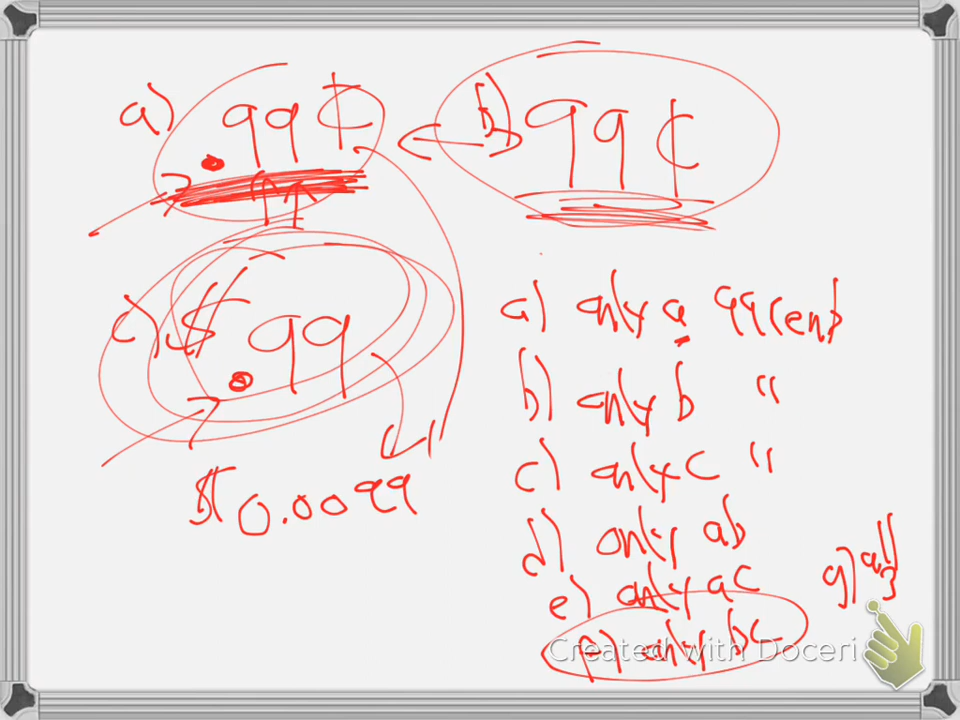 a) .99 ¢
b) 99 ¢
c) $ .99
$0.0099
a) only a 99 cents
b) only b "
c) only c "
d) only ab
e) only ac
f) only bc
g) all 3
Created with Doceri